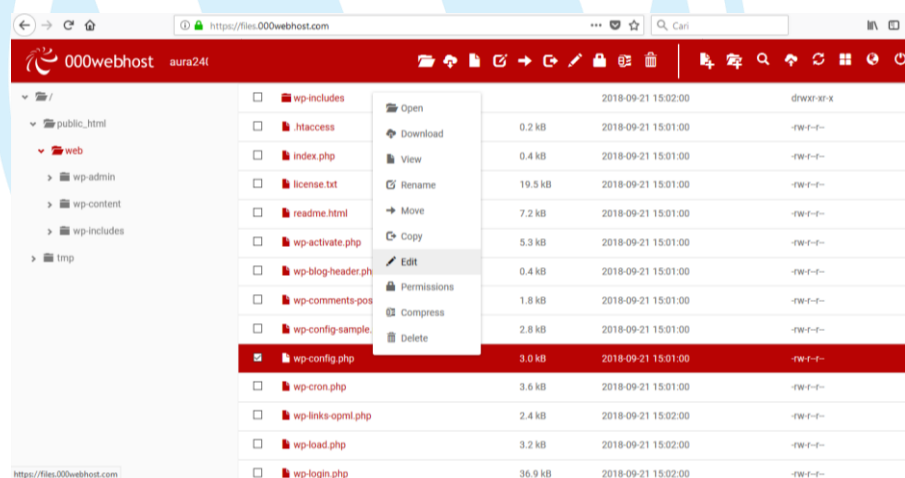 https://files.000webhost.com
Cari
000webhost aura24(
/
public_html
web
wp-admin
wp-content
wp-includes
tmp
wp-includes 2018-09-21 15:02:00 drwxr-xr-x
.htaccess 0.2 kB 2018-09-21 15:01:00 -rw-r--r--
index.php 0.4 kB 2018-09-21 15:01:00 -rw-r--r--
license.txt 19.5 kB 2018-09-21 15:01:00 -rw-r--r--
readme.html 7.2 kB 2018-09-21 15:01:00 -rw-r--r--
wp-activate.php 5.3 kB 2018-09-21 15:01:00 -rw-r--r--
wp-blog-header.ph 0.4 kB 2018-09-21 15:01:00 -rw-r--r--
wp-comments-pos 1.8 kB 2018-09-21 15:01:00 -rw-r--r--
wp-config-sample. 2.8 kB 2018-09-21 15:01:00 -rw-r--r--
wp-config.php 3.0 kB 2018-09-21 15:01:00 -rw-r--r--
wp-cron.php 3.6 kB 2018-09-21 15:01:00 -rw-r--r--
wp-links-opml.php 2.4 kB 2018-09-21 15:02:00 -rw-r--r--
wp-load.php 3.2 kB 2018-09-21 15:02:00 -rw-r--r--
wp-login.php 36.9 kB 2018-09-21 15:02:00 -rw-r--r--
Open
Download
View
Rename
Move
Copy
Edit
Permissions
Compress
Delete
https://files.000webhost.com